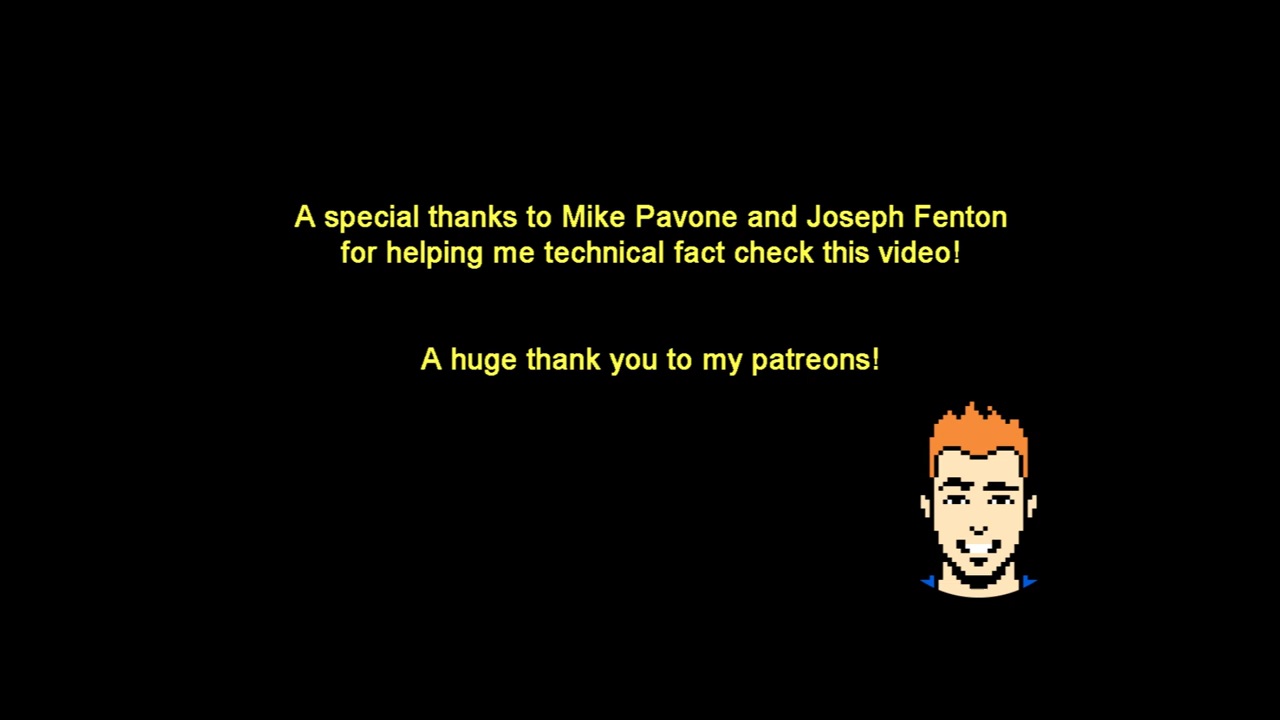 A special thanks to Mike Pavone and Joseph Fenton
for helping me technical fact check this video!
A huge thank you to my patreons!